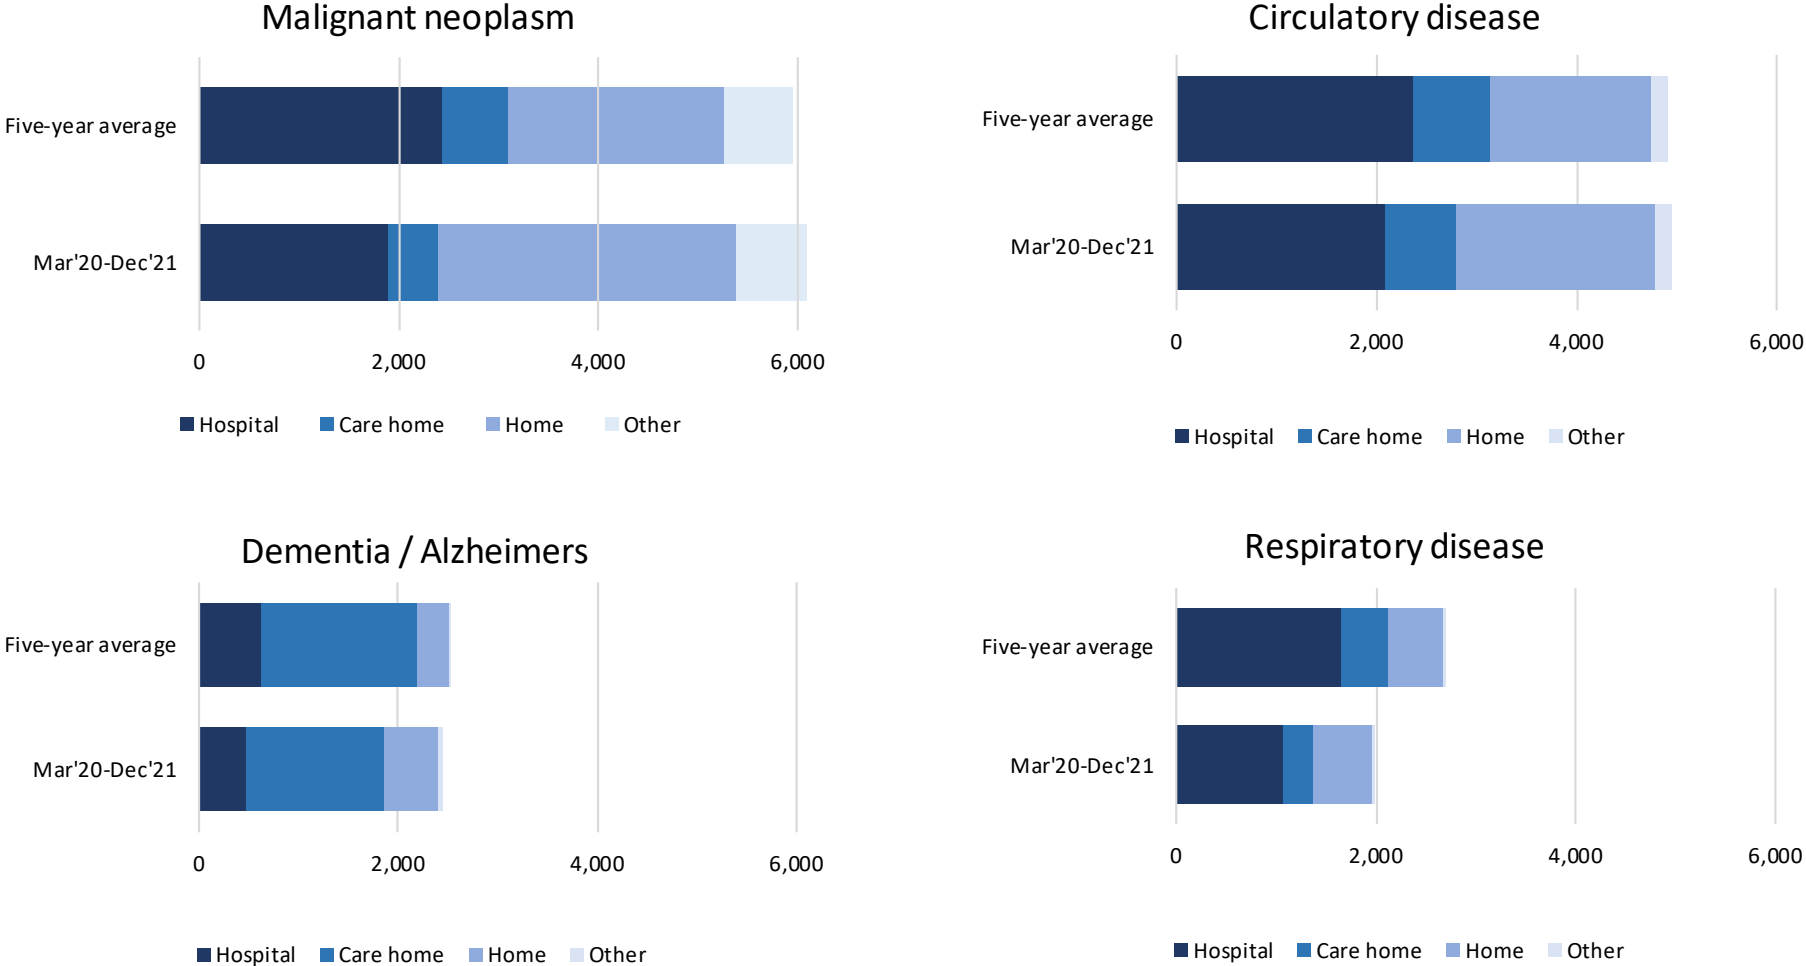 Malignant neoplasm
Five-year average
Mar'20-Dec'21
0 2,000 4,000 6,000
Hospital Care home Home Other
Circulatory disease
Five-year average
Mar'20-Dec'21
0 2,000 4,000 6,000
Hospital Care home Home Other
Dementia / Alzheimers
Five-year average
Mar'20-Dec'21
0 2,000 4,000 6,000
Hospital Care home Home Other
Respiratory disease
Five-year average
Mar'20-Dec'21
0 2,000 4,000 6,000
Hospital Care home Home Other